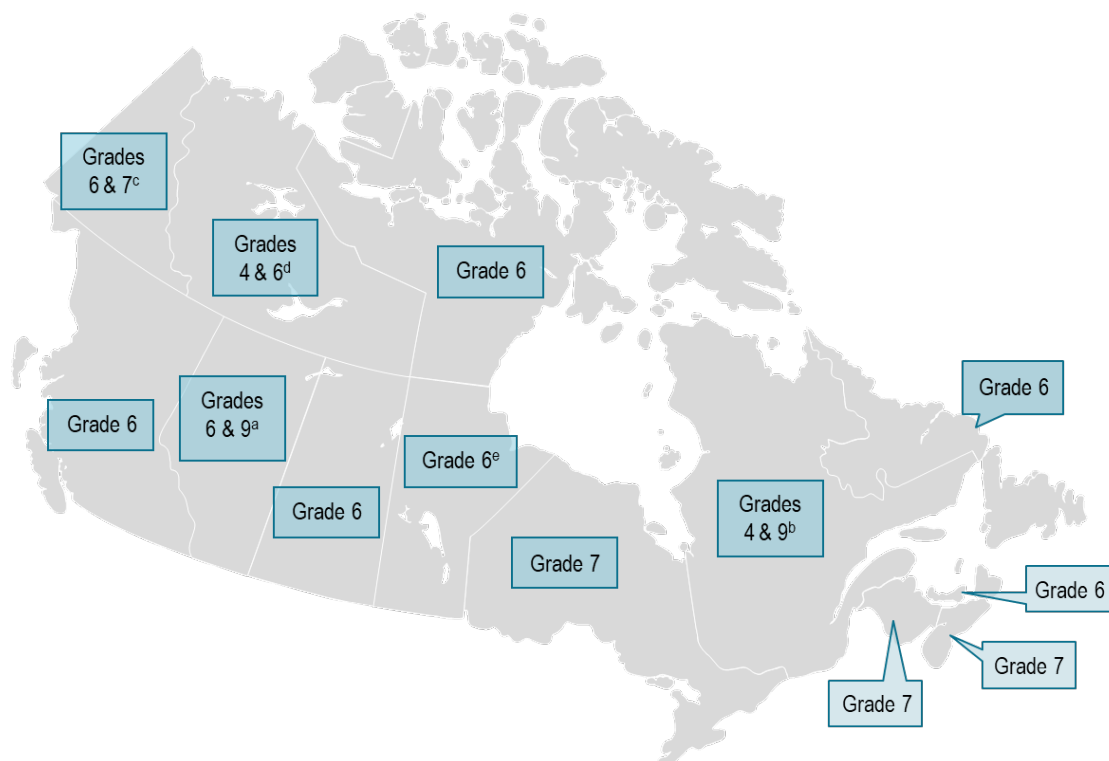 Grades
6 & 7ᶜ
Grades
4 & 6ᵈ
Grade 6
Grade 6
Grades
6 & 9ᵃ
Grade 6
Grade 6ᵉ
Grade 6
Grades
4 & 9ᵇ
Grade 7
Grade 6
Grade 7
Grade 7